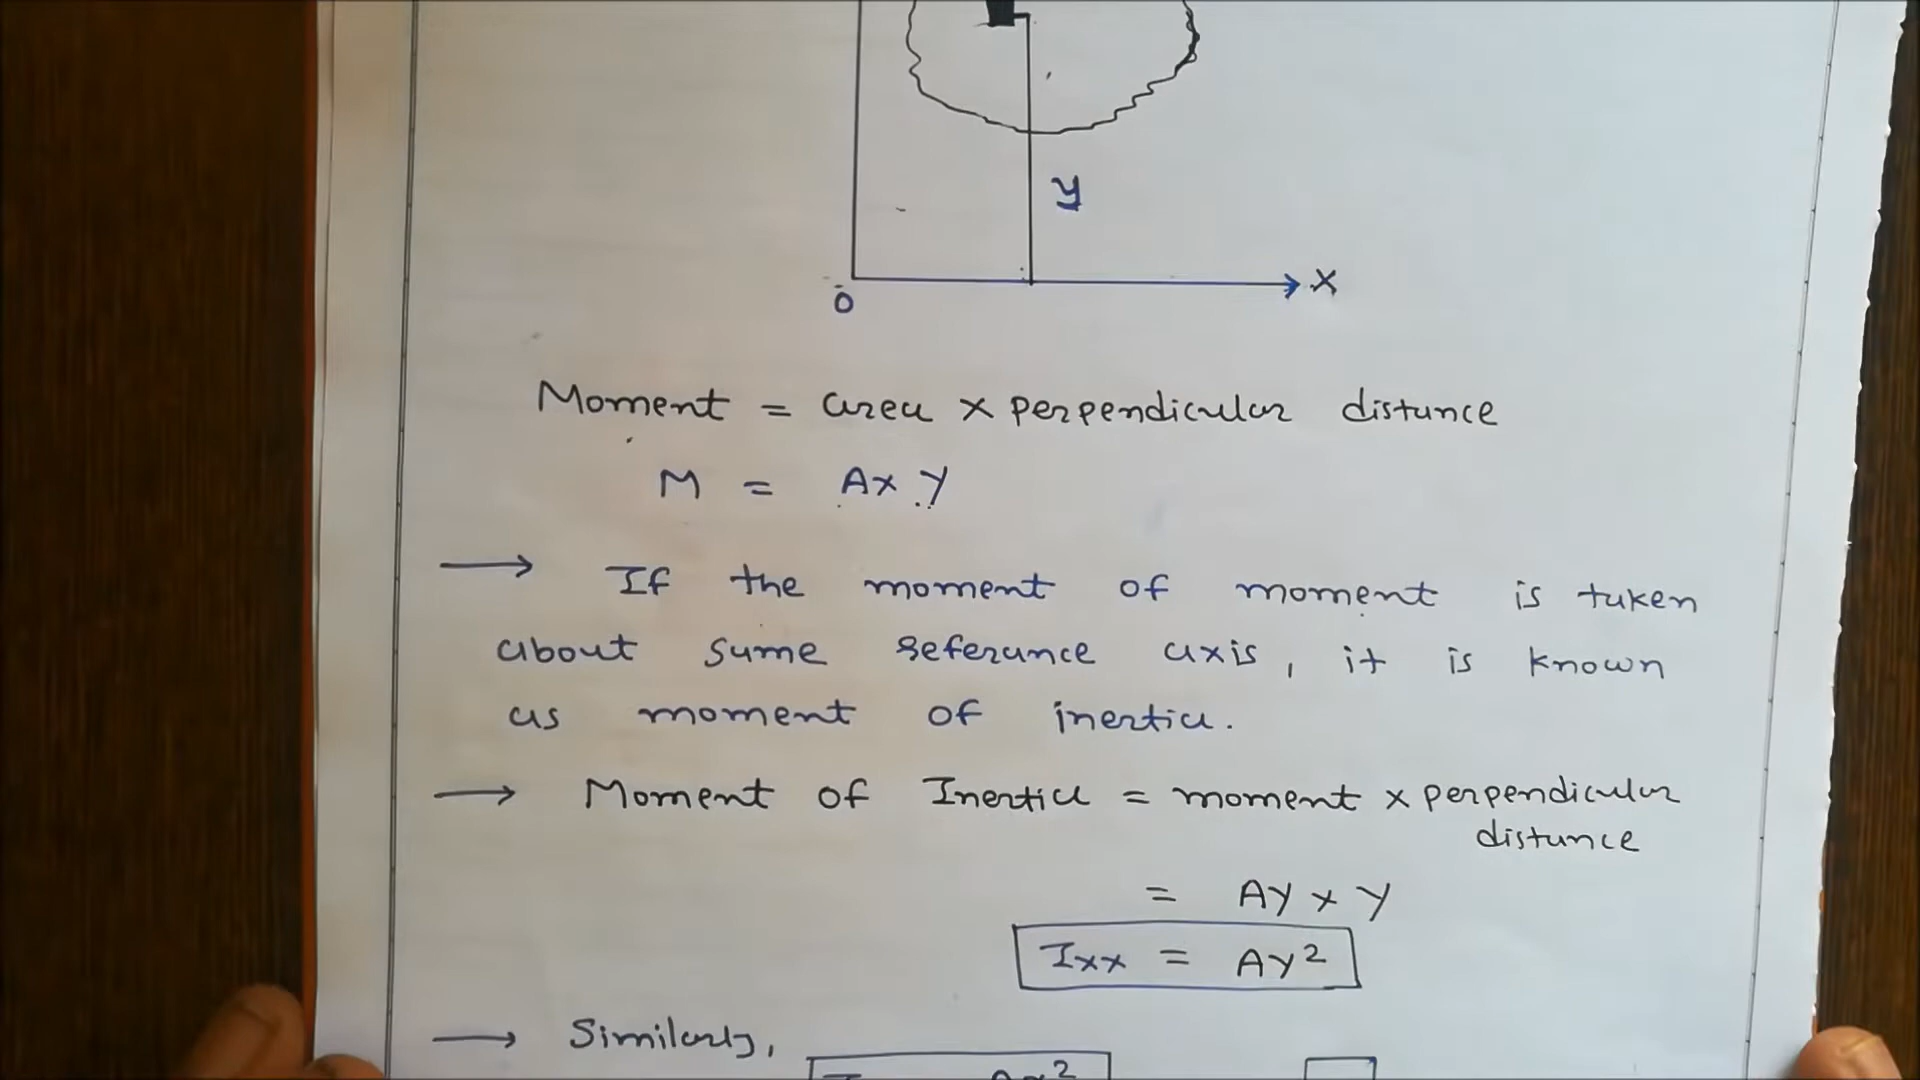 y
O
X
Moment = area × perpendicular distance
M = A × Y
→ If the moment of moment is taken
about same referance axis, it is known
as moment of inertia.
→ Moment of Inertia = moment × perpendicular
distance
= AY × Y
Ixx = AY²
→ Similarly,